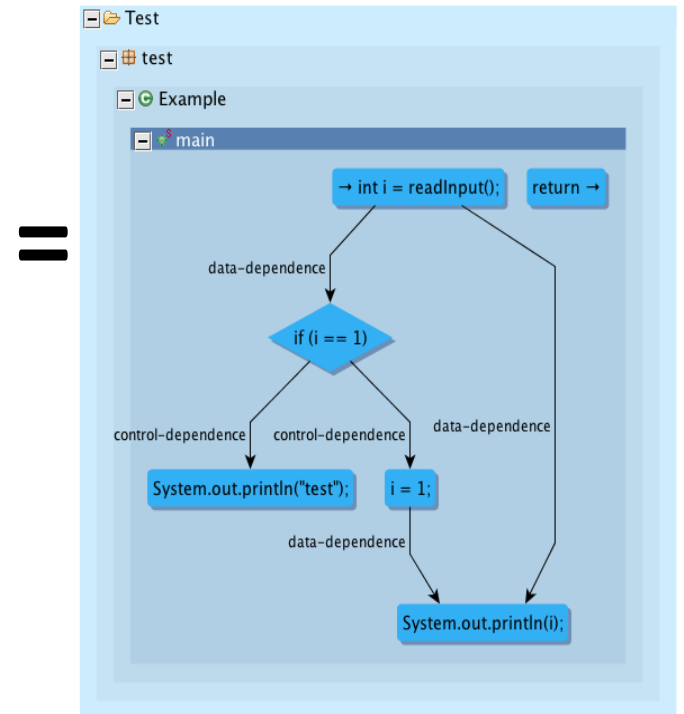 =
Test
test
Example
main
→ int i = readInput();
return →
data-dependence
if (i == 1)
control-dependence
control-dependence
data-dependence
System.out.println("test");
i = 1;
data-dependence
System.out.println(i);